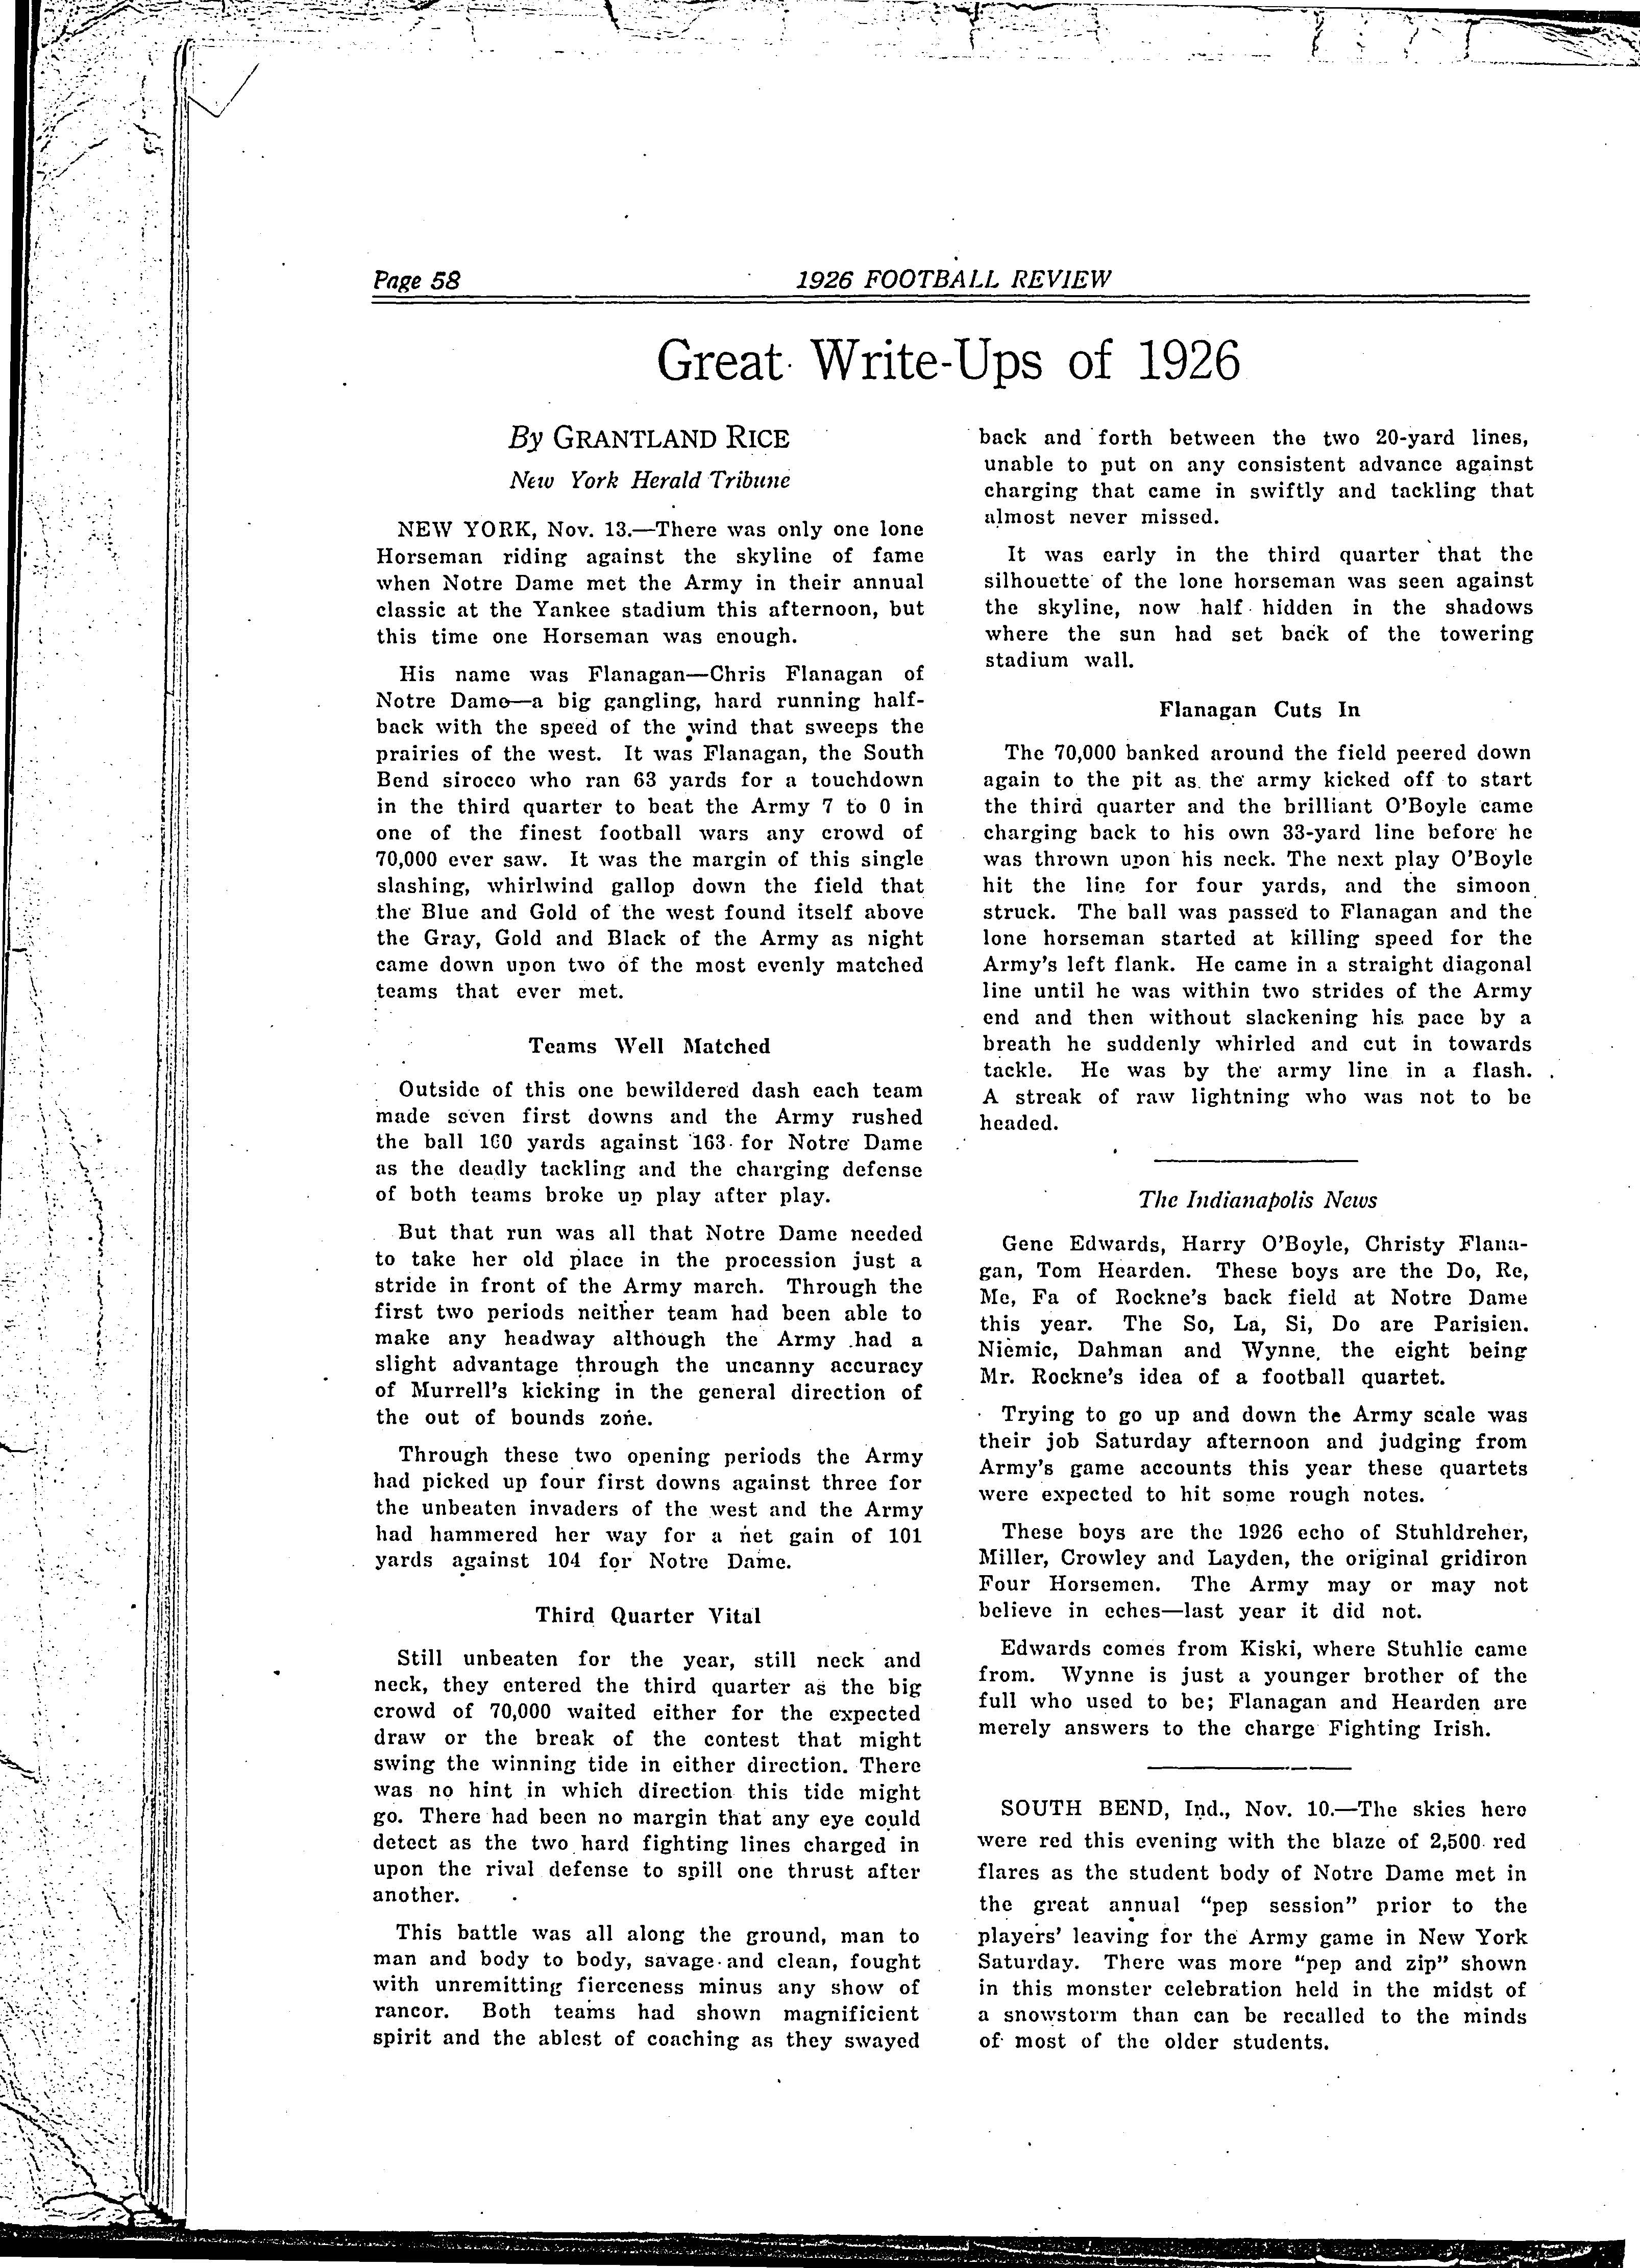 Page 58
1926 FOOTBALL REVIEW
Great Write-Ups of 1926
By GRANTLAND RICE
New York Herald Tribune
NEW YORK, Nov. 13.—There was only one lone
Horseman riding against the skyline of fame
when Notre Dame met the Army in their annual
classic at the Yankee stadium this afternoon, but
this time one Horseman was enough.
His name was Flanagan—Chris Flanagan of
Notre Dame—a big gangling, hard running half-
back with the speed of the wind that sweeps the
prairies of the west. It was Flanagan, the South
Bend sirocco who ran 63 yards for a touchdown
in the third quarter to beat the Army 7 to 0 in
one of the finest football wars any crowd of
70,000 ever saw. It was the margin of this single
slashing, whirlwind gallop down the field that
the Blue and Gold of the west found itself above
the Gray, Gold and Black of the Army as night
came down upon two of the most evenly matched
teams that ever met.
Teams Well Matched
Outside of this one bewildered dash each team
made seven first downs and the Army rushed
the ball 160 yards against 163 for Notre Dame
as the deadly tackling and the charging defense
of both teams broke up play after play.
But that run was all that Notre Dame needed
to take her old place in the procession just a
stride in front of the Army march. Through the
first two periods neither team had been able to
make any headway although the Army had a
slight advantage through the uncanny accuracy
of Murrell's kicking in the general direction of
the out of bounds zone.
Through these two opening periods the Army
had picked up four first downs against three for
the unbeaten invaders of the west and the Army
had hammered her way for a net gain of 101
yards against 104 for Notre Dame.
Third Quarter Vital
Still unbeaten for the year, still neck and
neck, they entered the third quarter as the big
crowd of 70,000 waited either for the expected
draw or the break of the contest that might
swing the winning tide in either direction. There
was no hint in which direction this tide might
go. There had been no margin that any eye could
detect as the two hard fighting lines charged in
upon the rival defense to spill one thrust after
another.
This battle was all along the ground, man to
man and body to body, savage and clean, fought
with unremitting fierceness minus any show of
rancor. Both teams had shown magnificient
spirit and the ablest of coaching as they swayed
back and forth between the two 20-yard lines,
unable to put on any consistent advance against
charging that came in swiftly and tackling that
almost never missed.
It was early in the third quarter that the
silhouette of the lone horseman was seen against
the skyline, now half hidden in the shadows
where the sun had set back of the towering
stadium wall.
Flanagan Cuts In
The 70,000 banked around the field peered down
again to the pit as the army kicked off to start
the third quarter and the brilliant O'Boyle came
charging back to his own 33-yard line before he
was thrown upon his neck. The next play O'Boyle
hit the line for four yards, and the simoon
struck. The ball was passed to Flanagan and the
lone horseman started at killing speed for the
Army's left flank. He came in a straight diagonal
line until he was within two strides of the Army
end and then without slackening his pace by a
breath he suddenly whirled and cut in towards
tackle. He was by the army line in a flash.
A streak of raw lightning who was not to be
headed.
The Indianapolis News
Gene Edwards, Harry O'Boyle, Christy Flana-
gan, Tom Hearden. These boys are the Do, Re,
Me, Fa of Rockne's back field at Notre Dame
this year. The So, La, Si, Do are Parisien.
Niemic, Dahman and Wynne, the eight being
Mr. Rockne's idea of a football quartet.
Trying to go up and down the Army scale was
their job Saturday afternoon and judging from
Army's game accounts this year these quartets
were expected to hit some rough notes.
These boys are the 1926 echo of Stuhldreher,
Miller, Crowley and Layden, the original gridiron
Four Horsemen. The Army may or may not
believe in eches—last year it did not.
Edwards comes from Kiski, where Stuhlie came
from. Wynne is just a younger brother of the
full who used to be; Flanagan and Hearden are
merely answers to the charge Fighting Irish.
SOUTH BEND, Ind., Nov. 10.—The skies here
were red this evening with the blaze of 2,500 red
flares as the student body of Notre Dame met in
the great annual "pep session" prior to the
players' leaving for the Army game in New York
Saturday. There was more "pep and zip" shown
in this monster celebration held in the midst of
a snowstorm than can be recalled to the minds
of most of the older students.